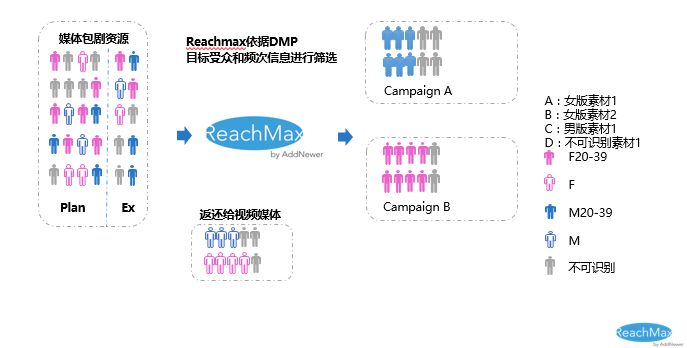 媒体包剧资源
Plan
Ex
Reachmax依据DMP
目标受众和频次信息进行筛选
ReachMax
by AddNewer
返还给视频媒体
Campaign A
Campaign B
A：女版素材1
B：女版素材2
C：男版素材1
D：不可识别素材1
F20-39
F
M20-39
M
不可识别
ReachMax
by AddNewer